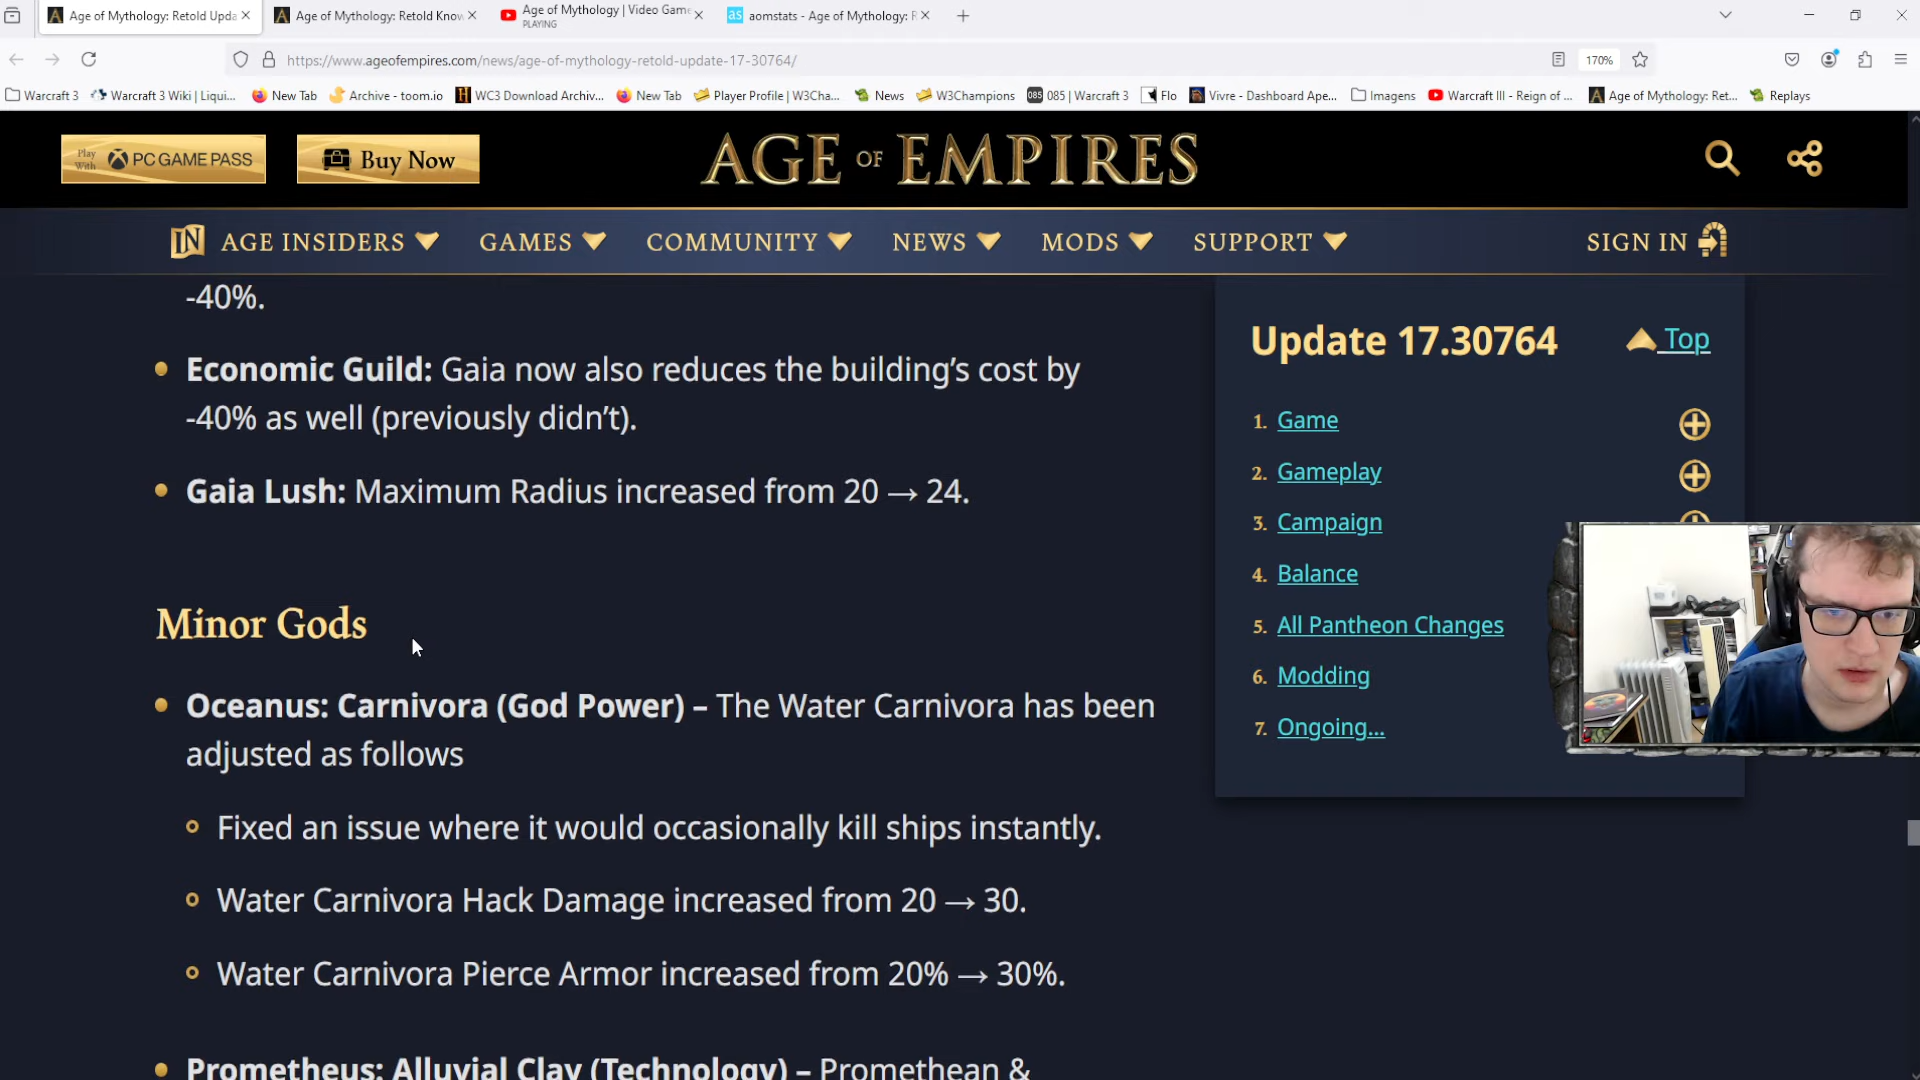 Age of Mythology: Retold Upda
Age of Mythology: Retold Know
Age of Mythology | Video Game
PLAYING
as
aomstats - Age of Mythology: R
https://www.ageofempires.com/news/age-of-mythology-retold-update-17-30764/
170%
Warcraft 3
Warcraft 3 Wiki | Liqui...
New Tab
Archive - toom.io
WC3 Download Archiv...
New Tab
Player Profile | W3Cha...
News
W3Champions
085
085 | Warcraft 3
Flo
Vivre - Dashboard Ape...
Imagens
Warcraft III - Reign of ...
Age of Mythology: Ret...
Replays
Play
With
PC GAME PASS
Buy Now
AGE OF EMPIRES
IN
AGE INSIDERS
GAMES
COMMUNITY
NEWS
MODS
SUPPORT
SIGN IN
-40%.
Economic Guild: Gaia now also reduces the building’s cost by
-40% as well (previously didn’t).
Gaia Lush: Maximum Radius increased from 20 → 24.
Minor Gods
Oceanus: Carnivora (God Power) – The Water Carnivora has been
adjusted as follows
Fixed an issue where it would occasionally kill ships instantly.
Water Carnivora Hack Damage increased from 20 → 30.
Water Carnivora Pierce Armor increased from 20% → 30%.
Prometheus: Alluvial Clay (Technology) – Promethean &
Update 17.30764
Top
1. Game
2. Gameplay
3. Campaign
4. Balance
5. All Pantheon Changes
6. Modding
7. Ongoing...